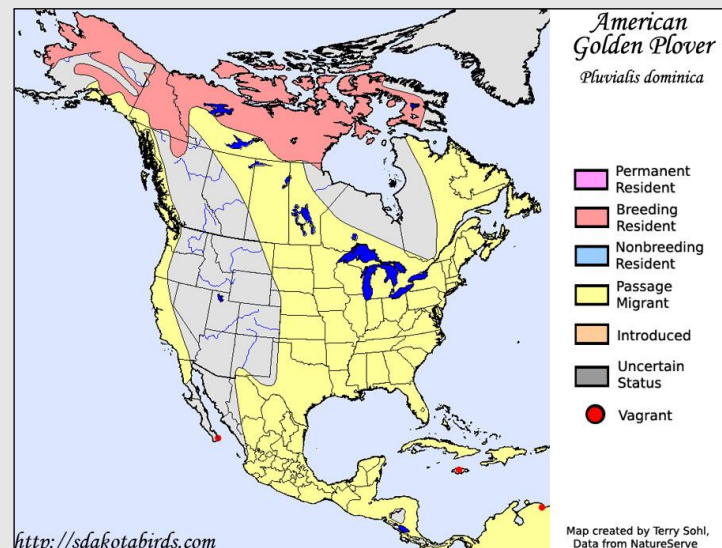 American
Golden Plover
Pluvialis dominica
Permanent
Resident
Breeding
Resident
Nonbreeding
Resident
Passage
Migrant
Introduced
Uncertain
Status
Vagrant
http://sdakotabirds.com
Map created by Terry Sohl,
Data from NatureServe